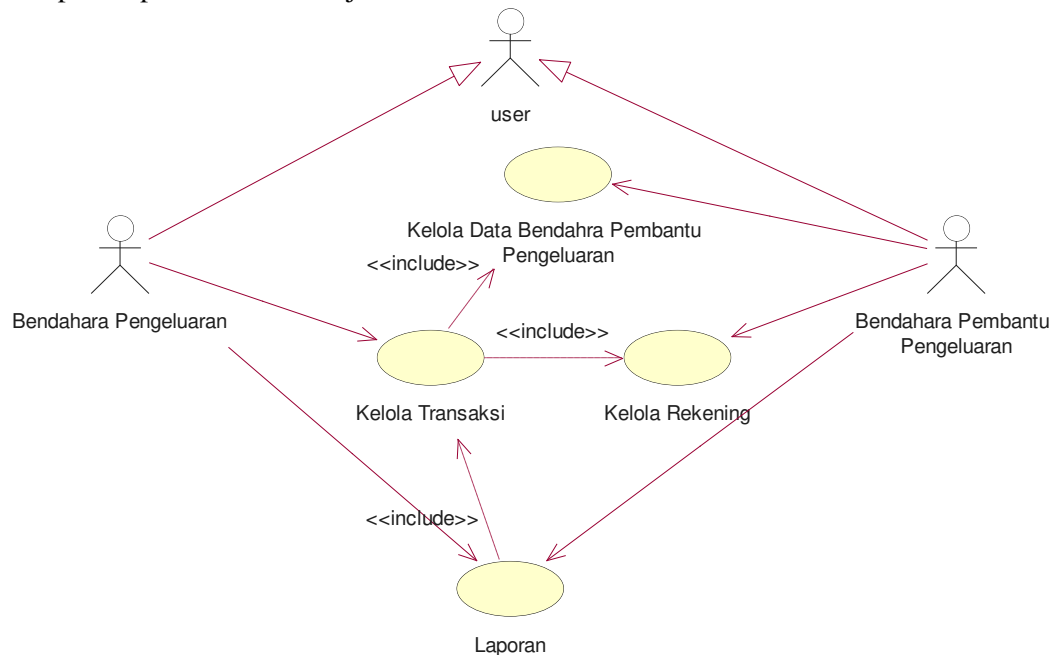 user
Kelola Data Bendahra Pembantu
Pengeluaran
<<include>>
Bendahara Pengeluaran
<<include>>
Bendahara Pembantu
Pengeluaran
Kelola Transaksi
Kelola Rekening
<<include>>
Laporan